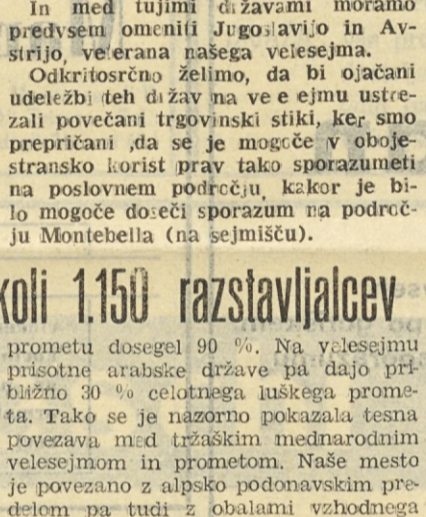 In med tujimi državami moramo
predvsem omeniti Jugoslavijo in Av-
strijo, veterana našega velesejma.
Odkritosrčno želimo, da bi ojačani
udeležbi teh držav na ve e ejmu ustre-
zali povečani trgovinski stiki, ker smo
prepričani ,da se je mogoče v oboje-
stransko korist prav tako sporazumeti
na poslovnem področju, kakor je bi-
lo mogoče doseči sporazum na področ-
ju Montebella (na sejmišču).
koli 1.150 razstavljalcev
prometu dosegel 90 %. Na velesejmu
prisotne arabske države pa dajo pri-
bližno 30 % celotnega luškega prome-
ta. Tako se je nazorno pokazala tesna
povezava med tržaškim mednarodnim
velesejmom in prometom. Naše mesto
je povezano z alpsko podonavskim pre-
delom pa tudi z obalami vzhodnega